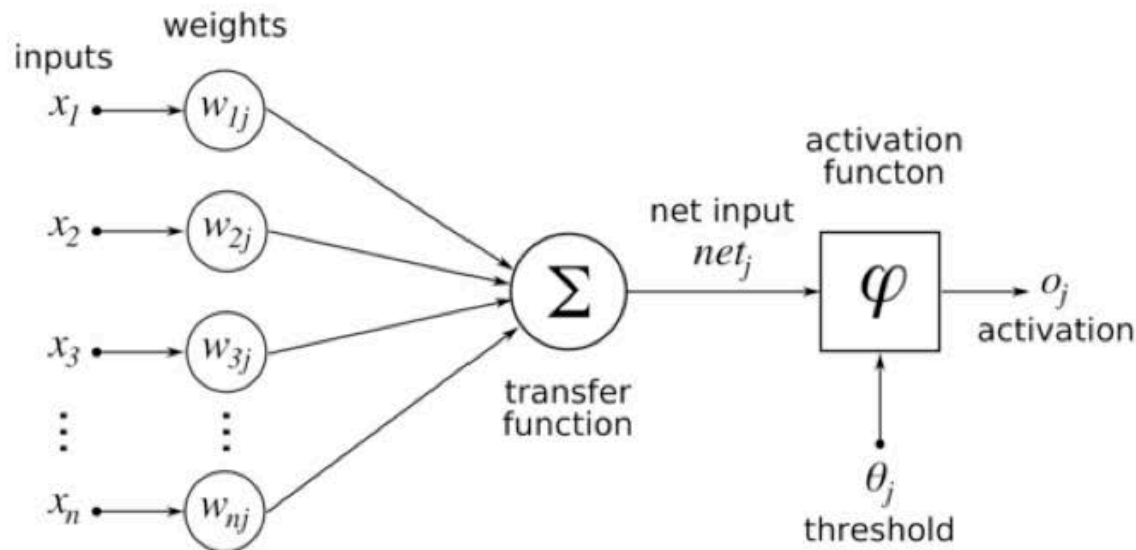 weights
inputs
x1
w1j
x2
w2j
x3
w3j
⋮ ⋮
xn
wnj
Σ
transfer
function
net input
netj
activation
functon
φ
oj
activation
θj
threshold